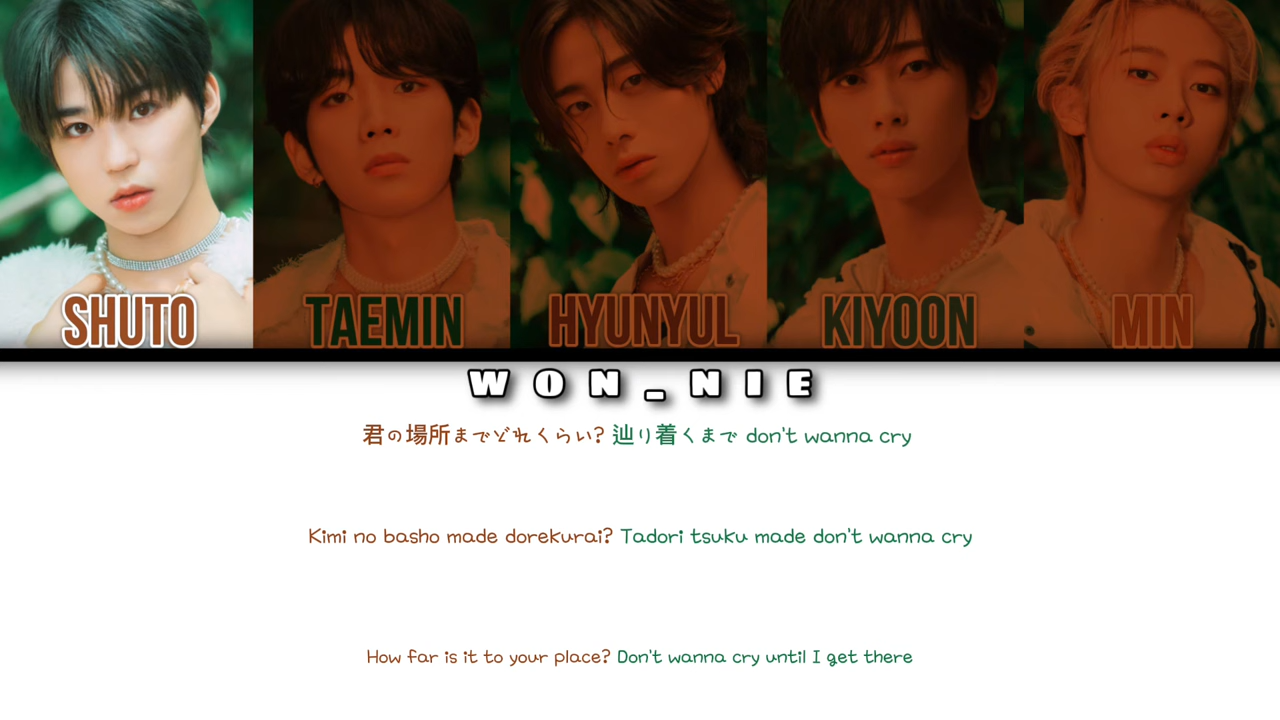 SHUTO TAEMIN HYUNYUL KIYOON MIN
WON_NIE
君の場所までどれくらい? 辿り着くまで don't wanna cry
Kimi no basho made dorekurai? Tadori tsuku made don't wanna cry
How far is it to your place? Don't wanna cry until I get there